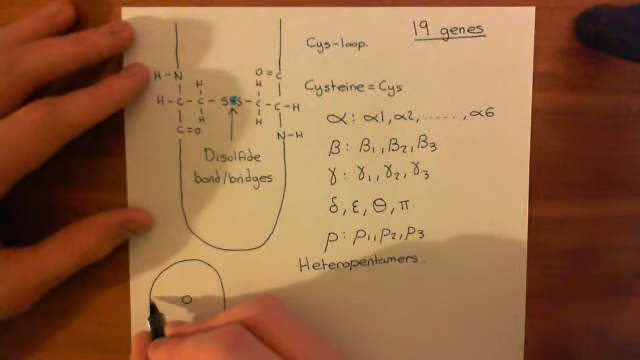 19 genes
Cys-loop.
Cysteine = Cys
α : α1, α2, ......, α6
β : β1, β2, β3
γ : γ1, γ2, γ3
δ, ε, θ, π
ρ : ρ1, ρ2, ρ3
Heteropentamers.
H-N
O=C
H H
H-C-C-SS-C-C-H
H H
C=O
N-H
Disulfide
bond/bridges